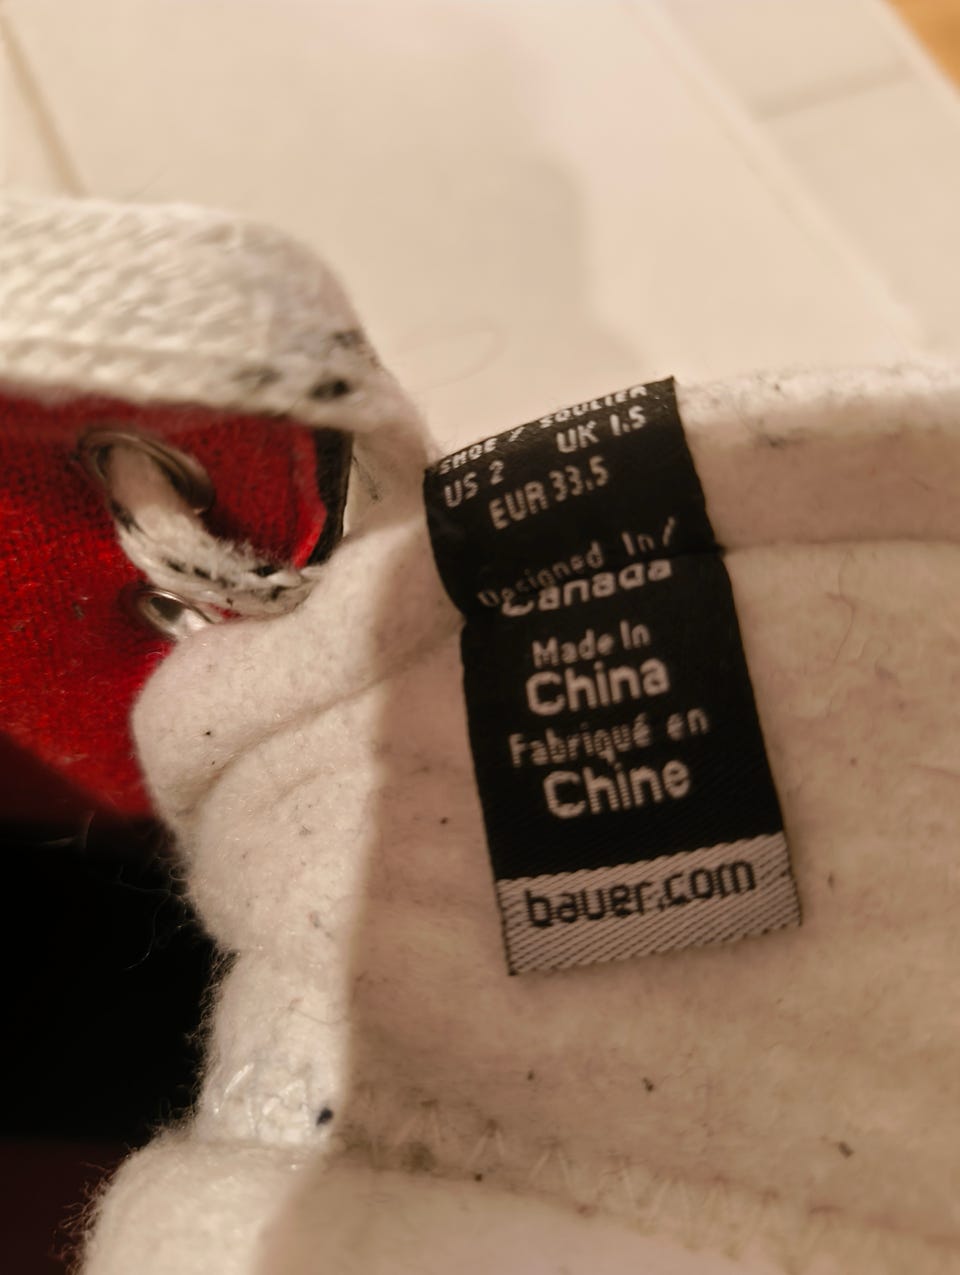 SHOE / SOULIER
US 2 UK 1.5
EUR 33.5
Designed In /
Canada
Made In
China
Fabriqué en
Chine
bauer.com